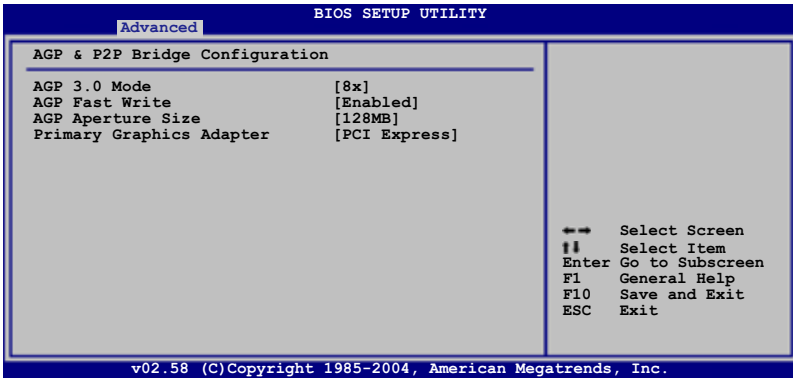 BIOS SETUP UTILITY
Advanced
AGP & P2P Bridge Configuration
AGP 3.0 Mode [8x]
AGP Fast Write [Enabled]
AGP Aperture Size [128MB]
Primary Graphics Adapter [PCI Express]
←→ Select Screen
↑↓ Select Item
Enter Go to Subscreen
F1 General Help
F10 Save and Exit
ESC Exit
v02.58 (C)Copyright 1985-2004, American Megatrends, Inc.